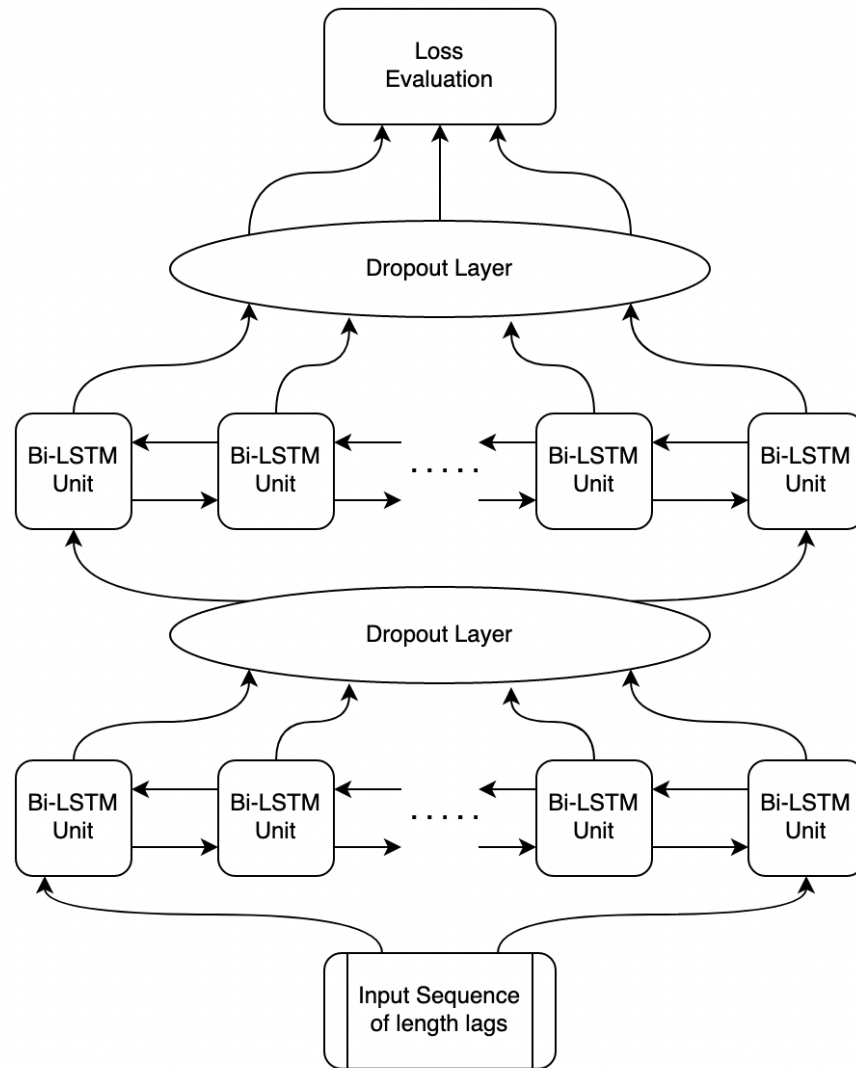 Loss
Evaluation
Dropout Layer
Bi-LSTM
Unit
Bi-LSTM
Unit
. . . . .
Bi-LSTM
Unit
Bi-LSTM
Unit
Dropout Layer
Bi-LSTM
Unit
Bi-LSTM
Unit
. . . . .
Bi-LSTM
Unit
Bi-LSTM
Unit
Input Sequence
of length lags